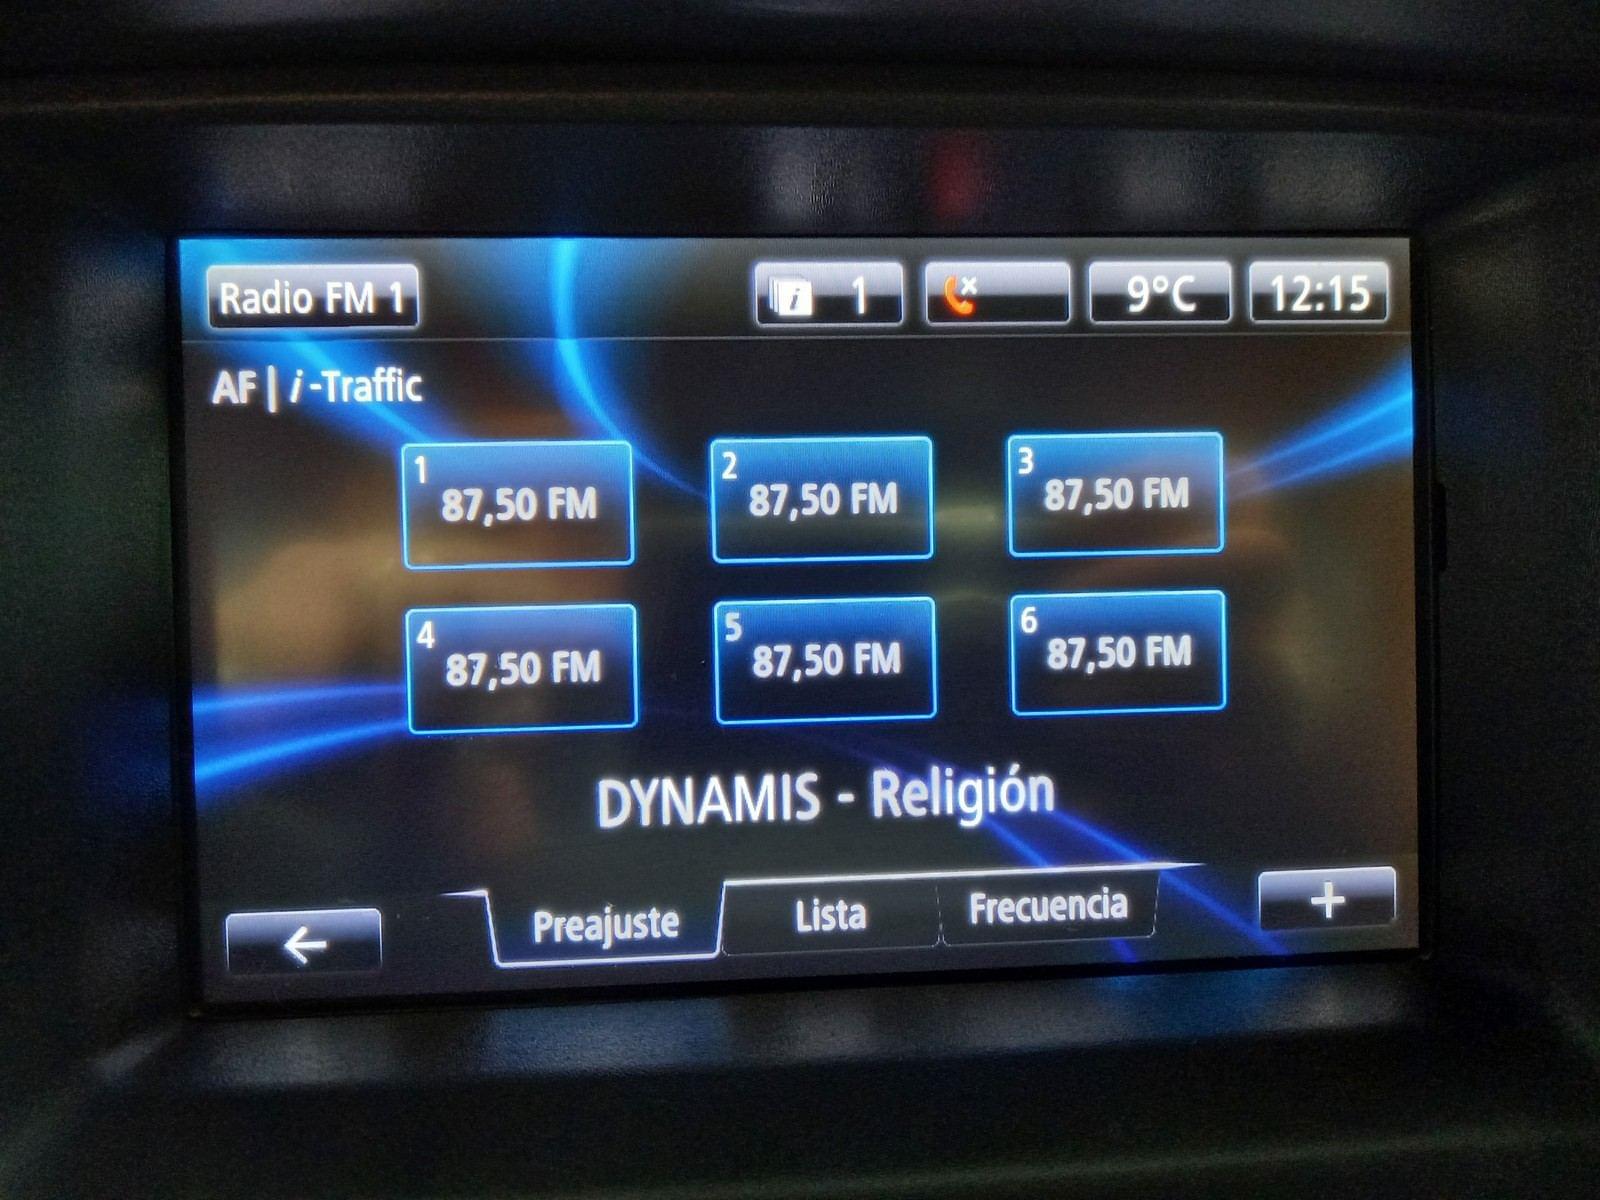 Radio FM 1
i 1
9°C
12:15
AF | i-Traffic
1
87,50 FM
2
87,50 FM
3
87,50 FM
4
87,50 FM
5
87,50 FM
6
87,50 FM
DYNAMIS - Religión
Preajuste
Lista
Frecuencia
+